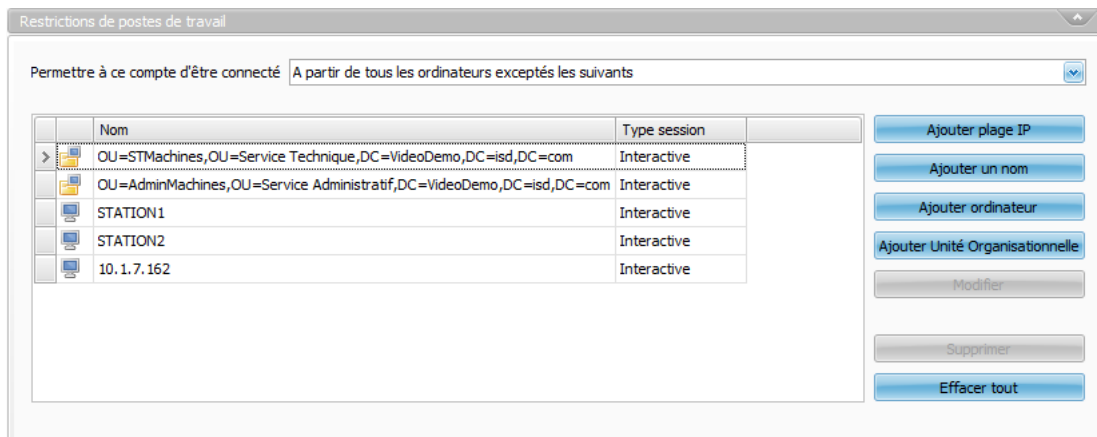 Restrictions de postes de travail
Permettre à ce compte d'être connecté A partir de tous les ordinateurs exceptés les suivants
Nom Type session
OU=STMachines,OU=Service Technique,DC=VideoDemo,DC=isd,DC=com Interactive
OU=AdminMachines,OU=Service Administratif,DC=VideoDemo,DC=isd,DC=com Interactive
STATION1 Interactive
STATION2 Interactive
10.1.7.162 Interactive
Ajouter plage IP
Ajouter un nom
Ajouter ordinateur
Ajouter Unité Organisationnelle
Modifier
Supprimer
Effacer tout